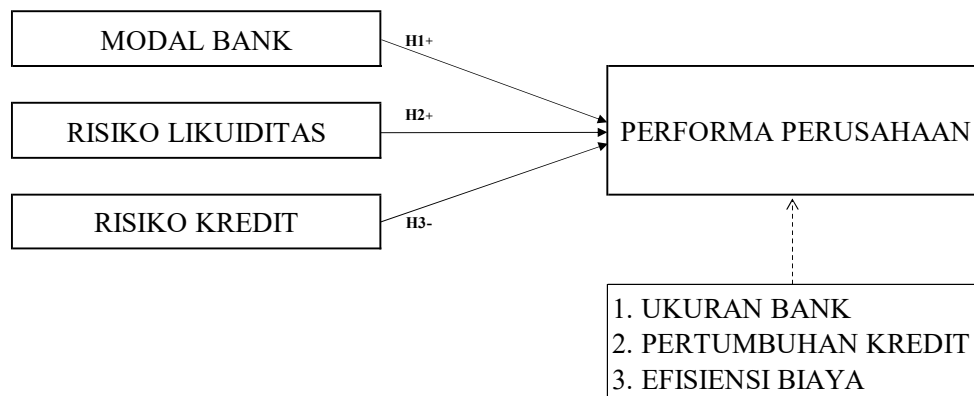 MODAL BANK
H1+
RISIKO LIKUIDITAS
H2+
PERFORMA PERUSAHAAN
RISIKO KREDIT
H3-
1. UKURAN BANK
2. PERTUMBUHAN KREDIT
3. EFISIENSI BIAYA